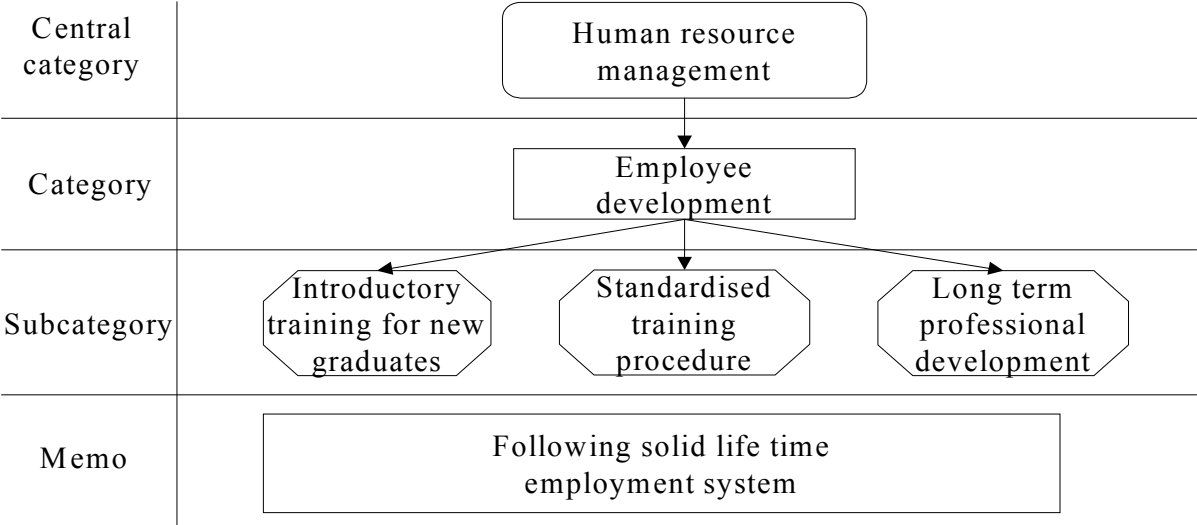 Central
category
Human resource
management
Category
Employee
development
Subcategory
Introductory
training for new
graduates
Standardised
training
procedure
Long term
professional
development
Memo
Following solid life time
employment system